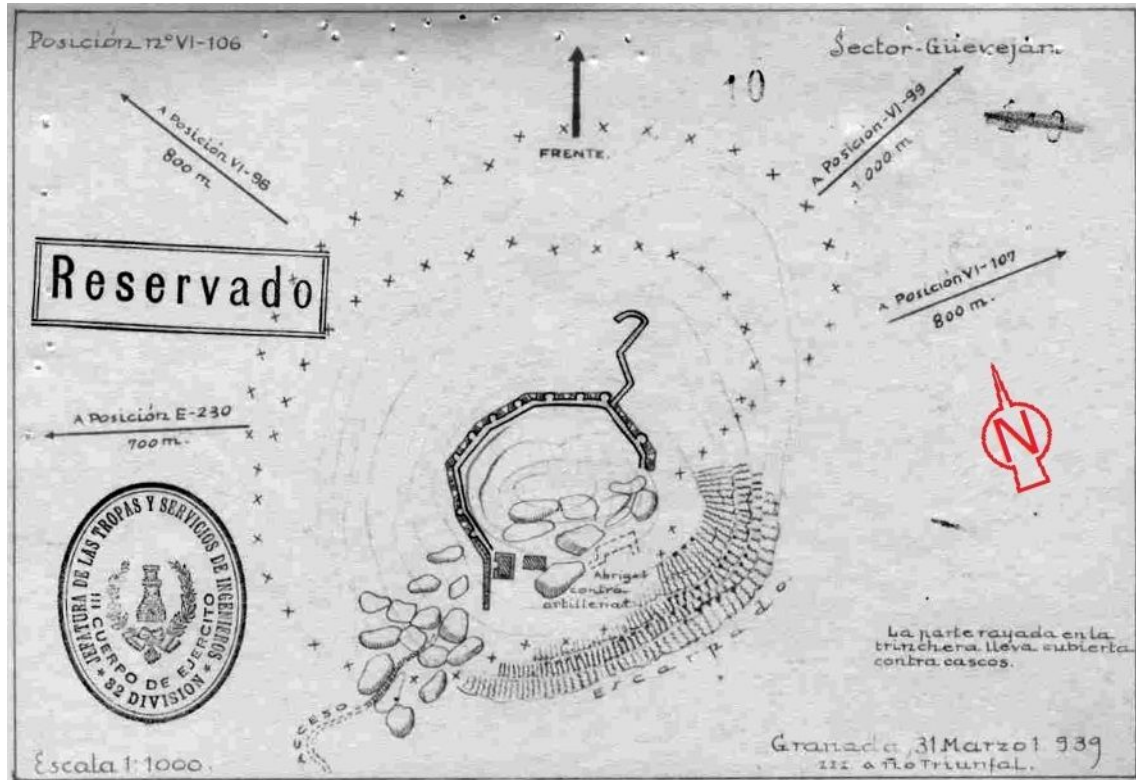 Posición nº VI-106
Sector-Güeveján
10
FRENTE.
A Posición VI-98
800 m.
A Posición-VI-99
1.000 m.
Reservado
A Posición VI-107
800 m.
A Posición E-230
700 m.
N
JEFATURA DE LAS TROPAS Y SERVICIOS DE INGENIEROS
III CUERPO DE EJERCITO
* 32 DIVISION *
Abrigo
contra-
artillería
Escarpado.
ACCESO
La parte rayada en la
trinchera lleva cubierta
contra cascos.
Escala 1:1000.
Granada, 31 Marzo 1939
III año Triunfal.